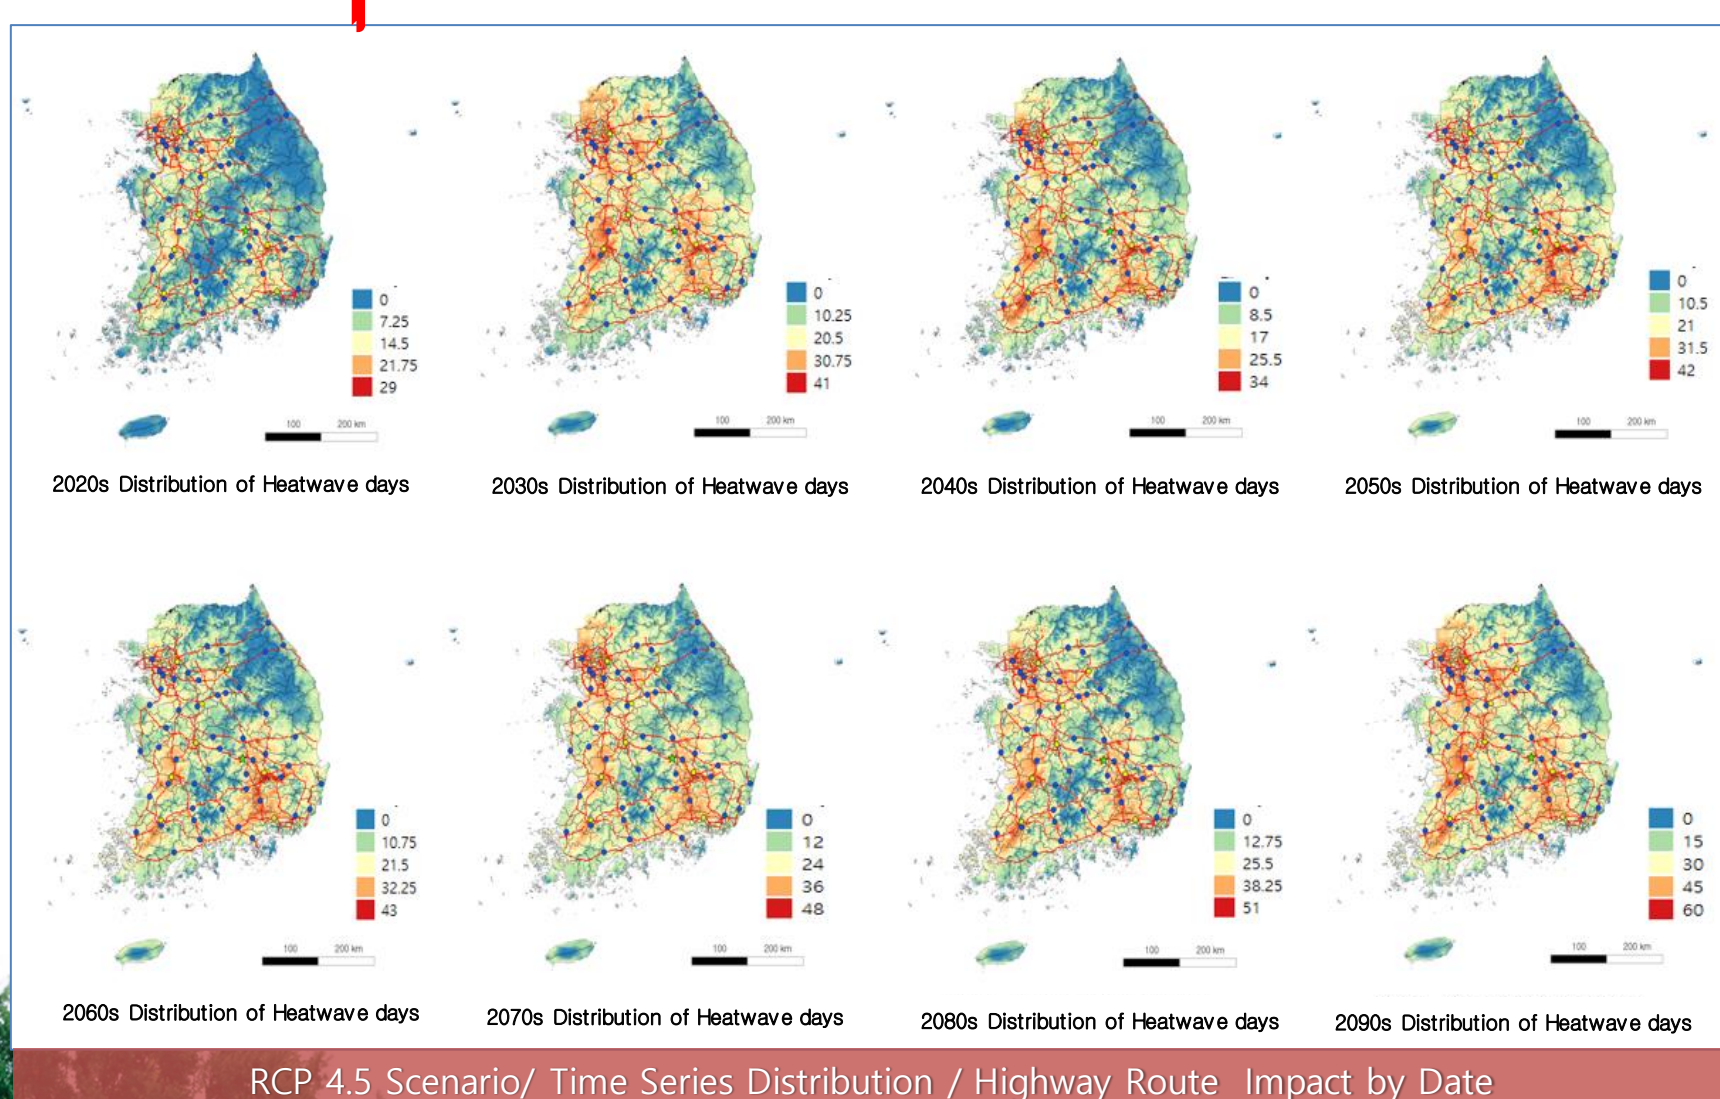 0
7.25
14.5
21.75
29
100 200 km
2020s Distribution of Heatwave days
0
10.25
20.5
30.75
41
100 200 km
2030s Distribution of Heatwave days
0
8.5
17
25.5
34
100 200 km
2040s Distribution of Heatwave days
0
10.5
21
31.5
42
100 200 km
2050s Distribution of Heatwave days
0
10.75
21.5
32.25
43
100 200 km
2060s Distribution of Heatwave days
0
12
24
36
48
100 200 km
2070s Distribution of Heatwave days
0
12.75
25.5
38.25
51
100 200 km
2080s Distribution of Heatwave days
0
15
30
45
60
100 200 km
2090s Distribution of Heatwave days
RCP 4.5 Scenario/ Time Series Distribution / Highway Route Impact by Date